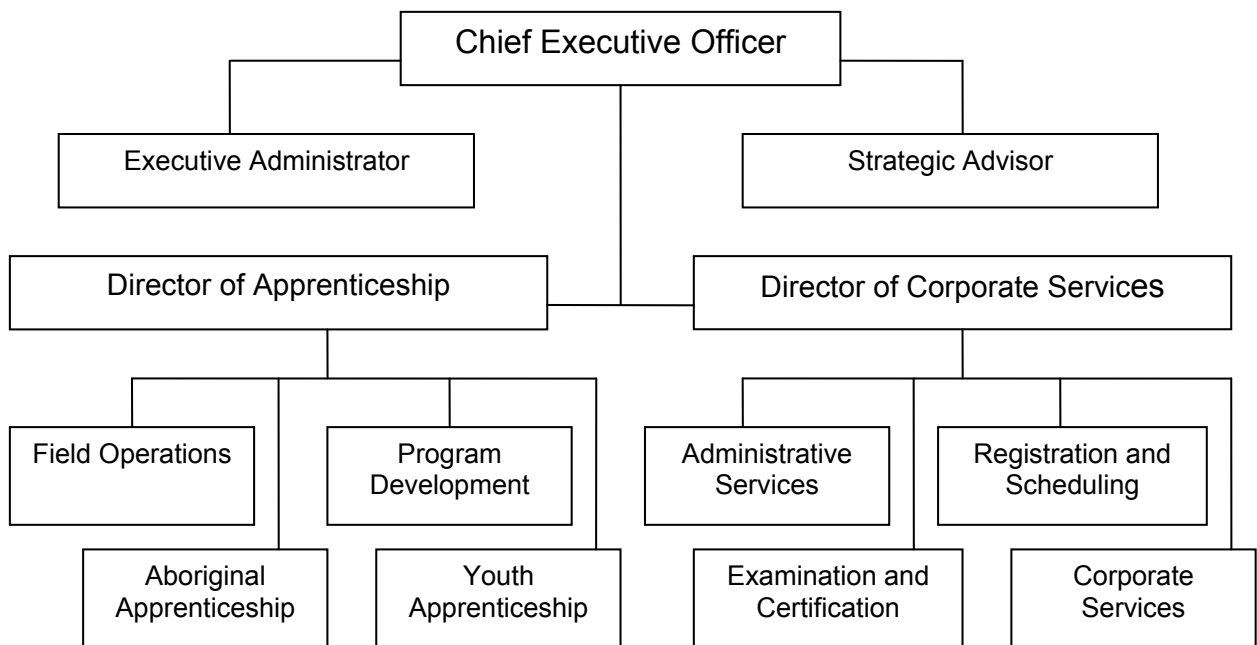 Chief Executive Officer
Executive Administrator
Strategic Advisor
Director of Apprenticeship
Director of Corporate Services
Field Operations
Program
Development
Administrative
Services
Registration and
Scheduling
Aboriginal
Apprenticeship
Youth
Apprenticeship
Examination and
Certification
Corporate
Services